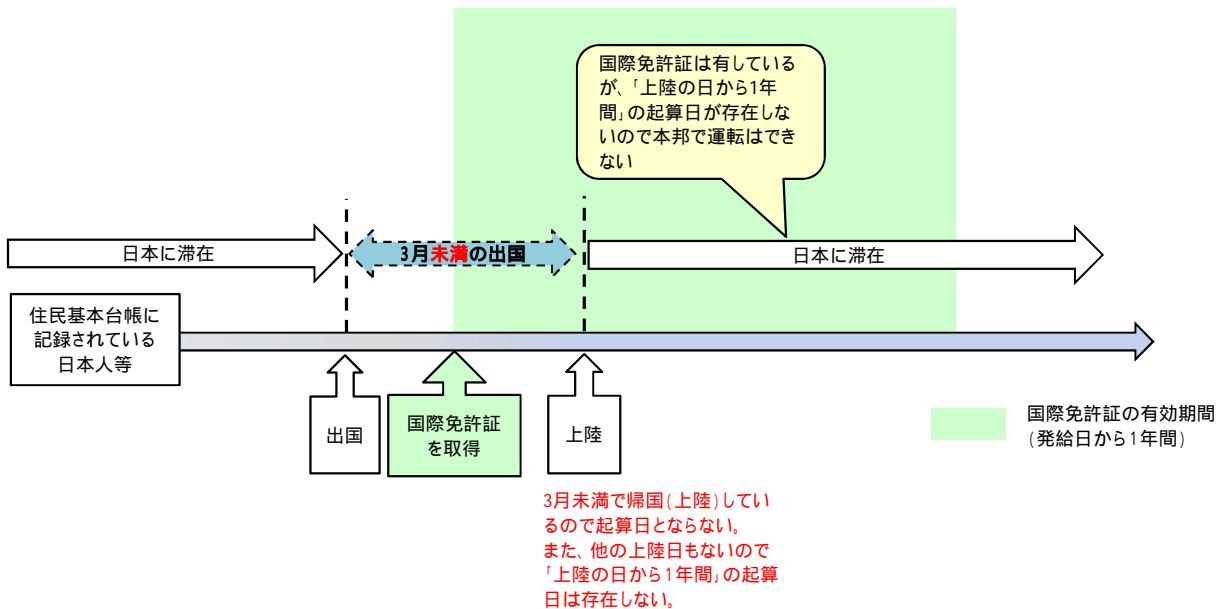 国際免許証は有している
が、「上陸の日から1年
間」の起算日が存在しな
いので本邦で運転はでき
ない
日本に滞在
3月未満の出国
日本に滞在
住民基本台帳に
記録されている
日本人等
出国
国際免許証
を取得
上陸
国際免許証の有効期間
(発給日から1年間)
3月未満で帰国(上陸)してい
るので起算日とならない。
また、他の上陸日もないので
「上陸の日から1年間」の起算
日は存在しない。